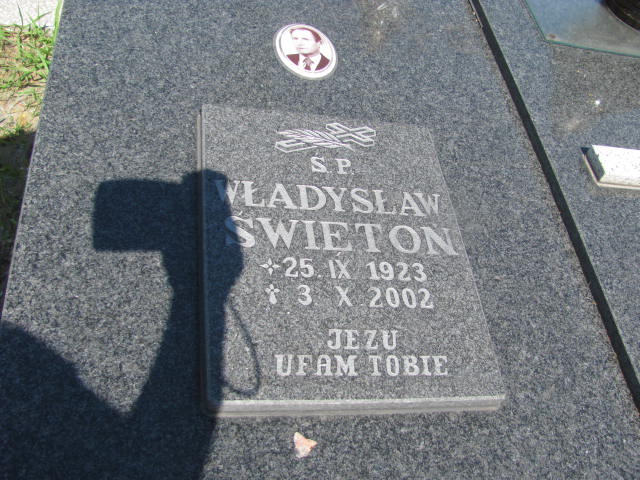 Ś.P.
WŁADYSŁAW
ŚWIETON
25. IX 1923
3 X 2002
JEZU
UFAM TOBIE